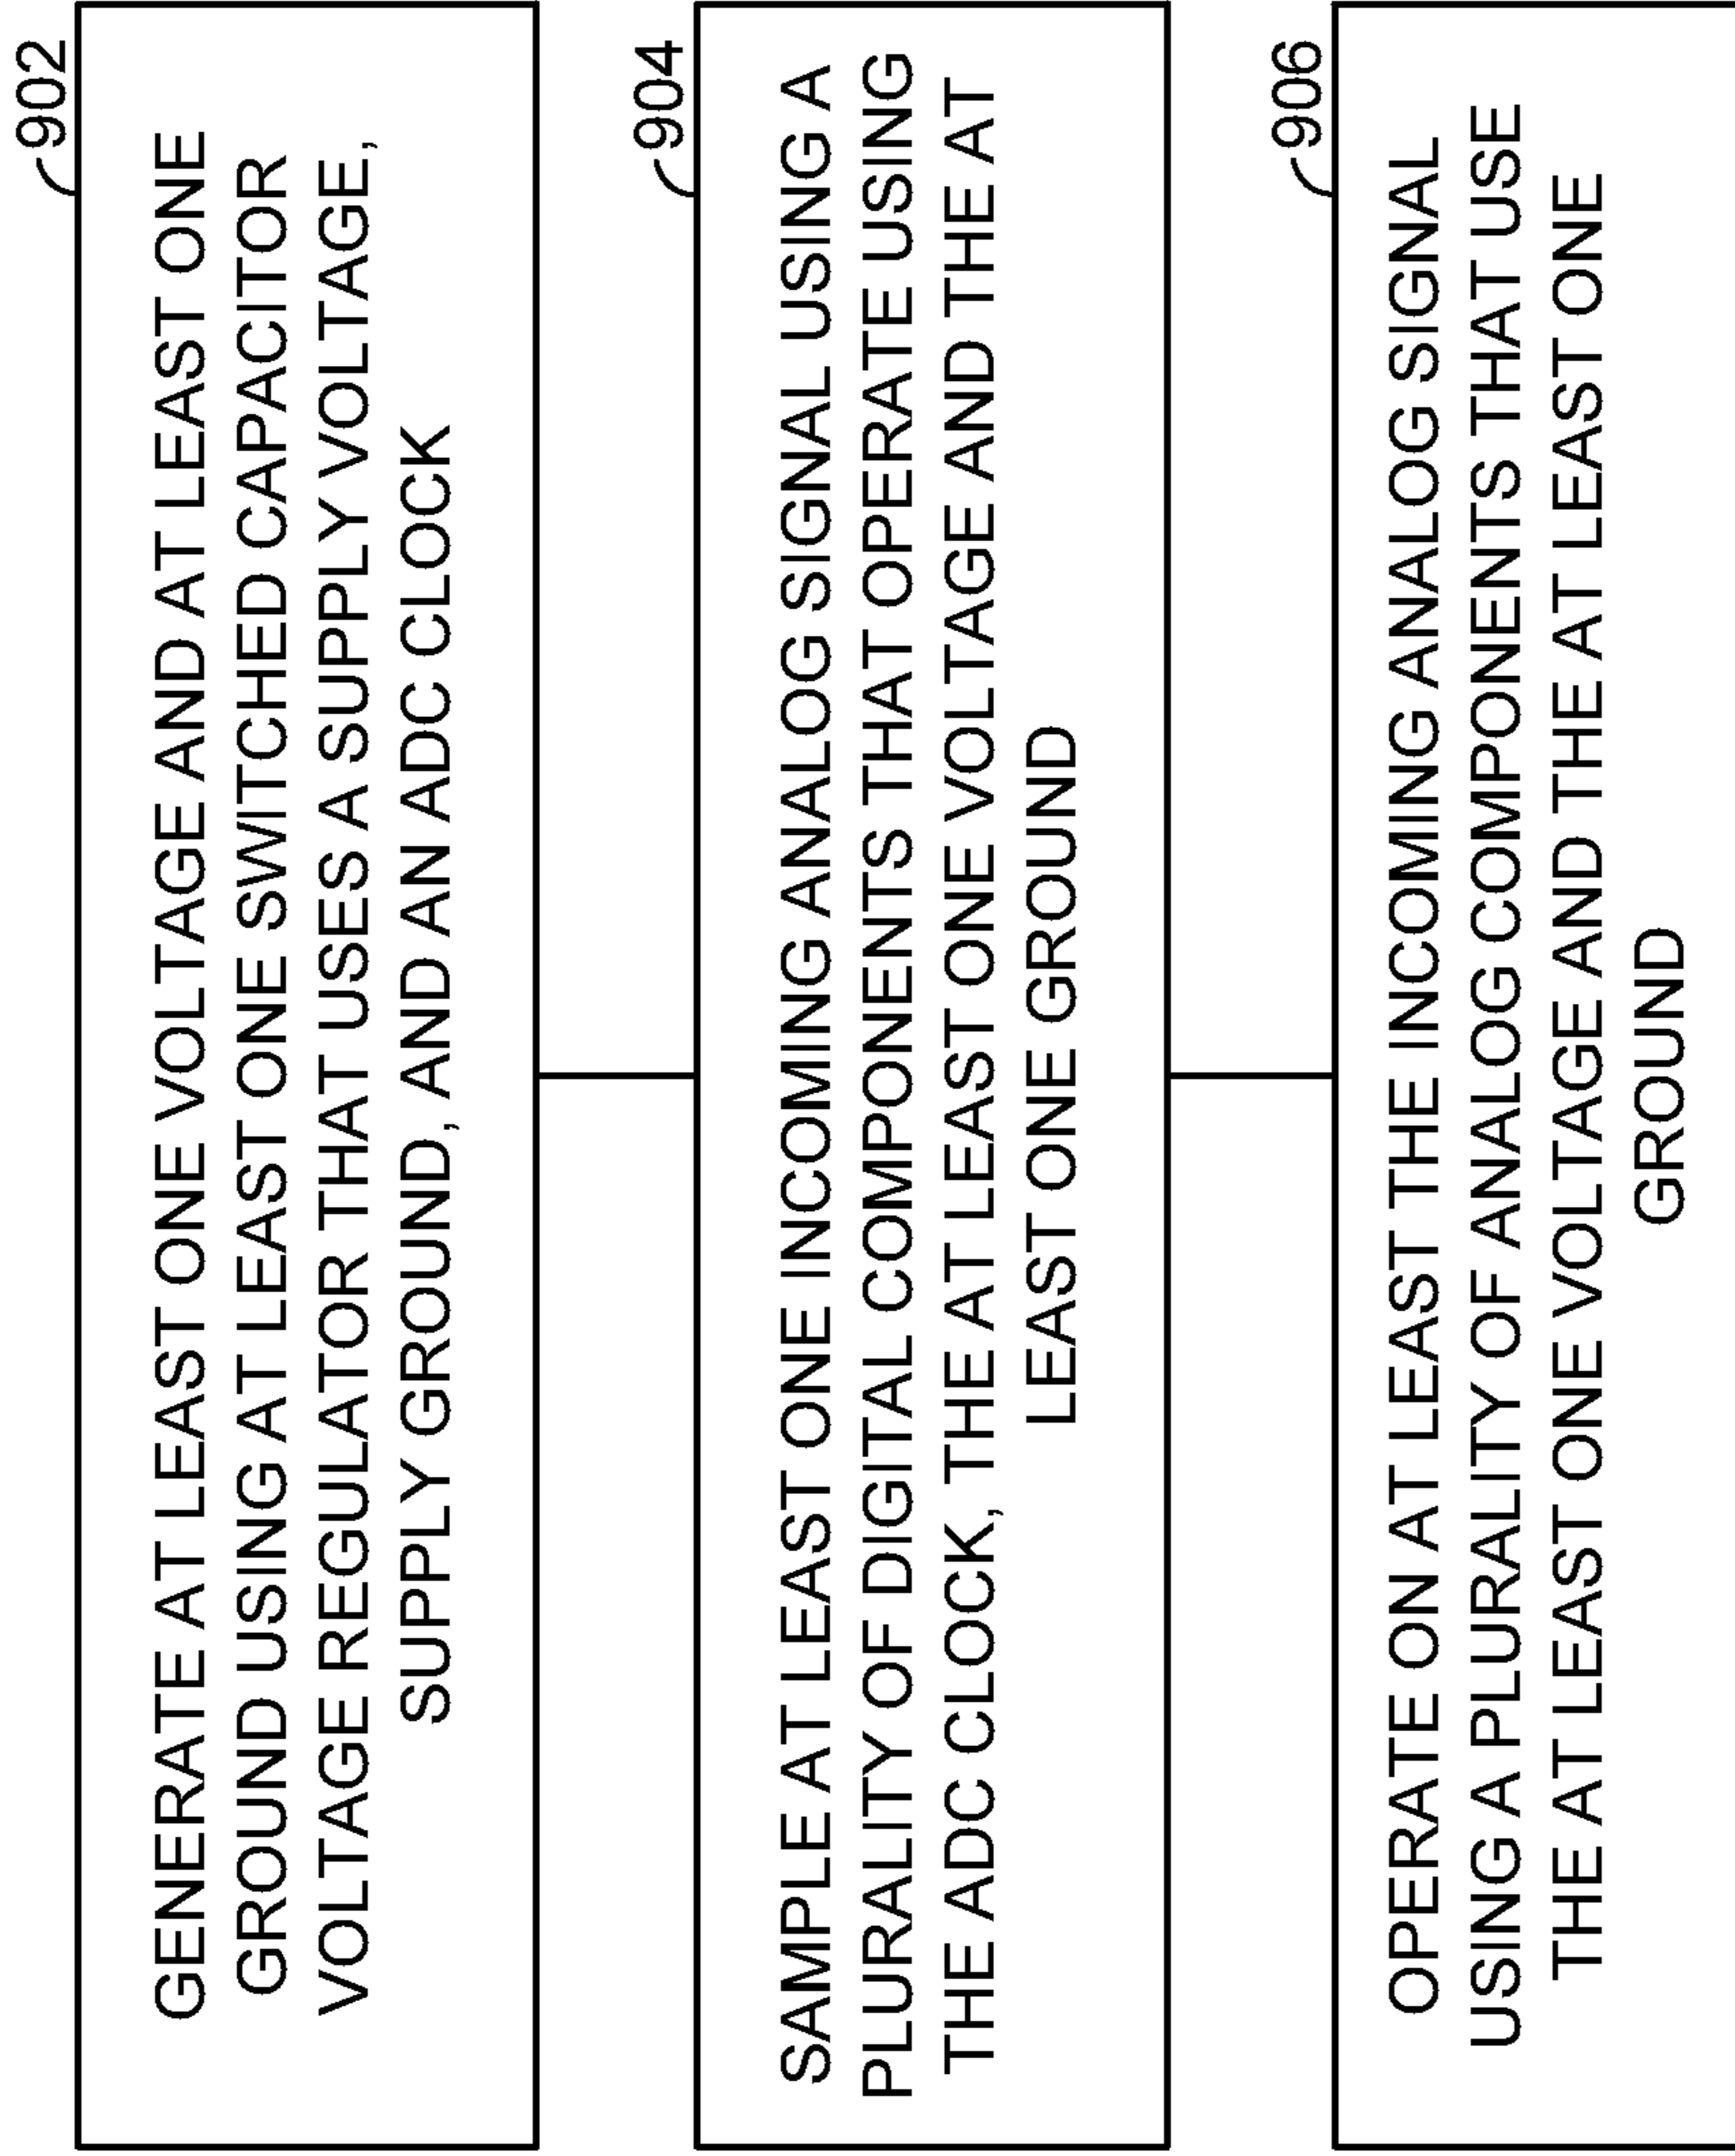 902
GENERATE AT LEAST ONE VOLTAGE AND AT LEAST ONE
GROUND USING AT LEAST ONE SWITCHED CAPACITOR
VOLTAGE REGULATOR THAT USES A SUPPLY VOLTAGE,
SUPPLY GROUND, AND AN ADC CLOCK
904
SAMPLE AT LEAST ONE INCOMING ANALOG SIGNAL USING A
PLURALITY OF DIGITAL COMPONENTS THAT OPERATE USING
THE ADC CLOCK, THE AT LEAST ONE VOLTAGE AND THE AT
LEAST ONE GROUND
906
OPERATE ON AT LEAST THE INCOMING ANALOG SIGNAL
USING A PLURALITY OF ANALOG COMPONENTS THAT USE
THE AT LEAST ONE VOLTAGE AND THE AT LEAST ONE
GROUND